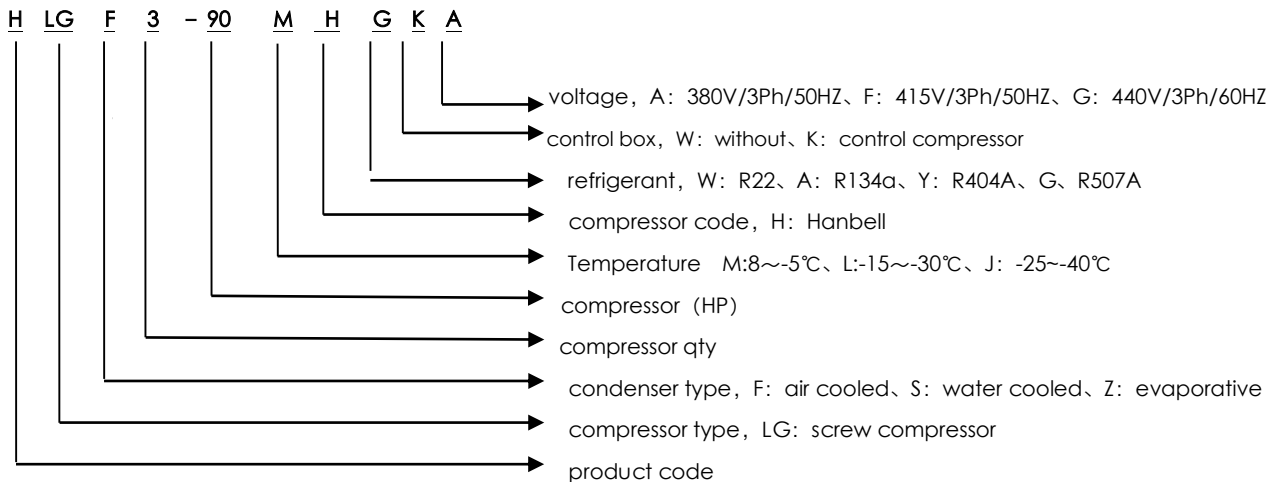 H LG F 3 - 90 M H G K A
voltage, A: 380V/3Ph/50HZ、F: 415V/3Ph/50HZ、G: 440V/3Ph/60HZ
control box, W: without、K: control compressor
refrigerant, W: R22、A: R134a、Y: R404A、G、R507A
compressor code, H: Hanbell
Temperature M:8～-5℃、L:-15～-30℃、J: -25~-40℃
compressor (HP)
compressor qty
condenser type, F: air cooled、S: water cooled、Z: evaporative
compressor type, LG: screw compressor
product code